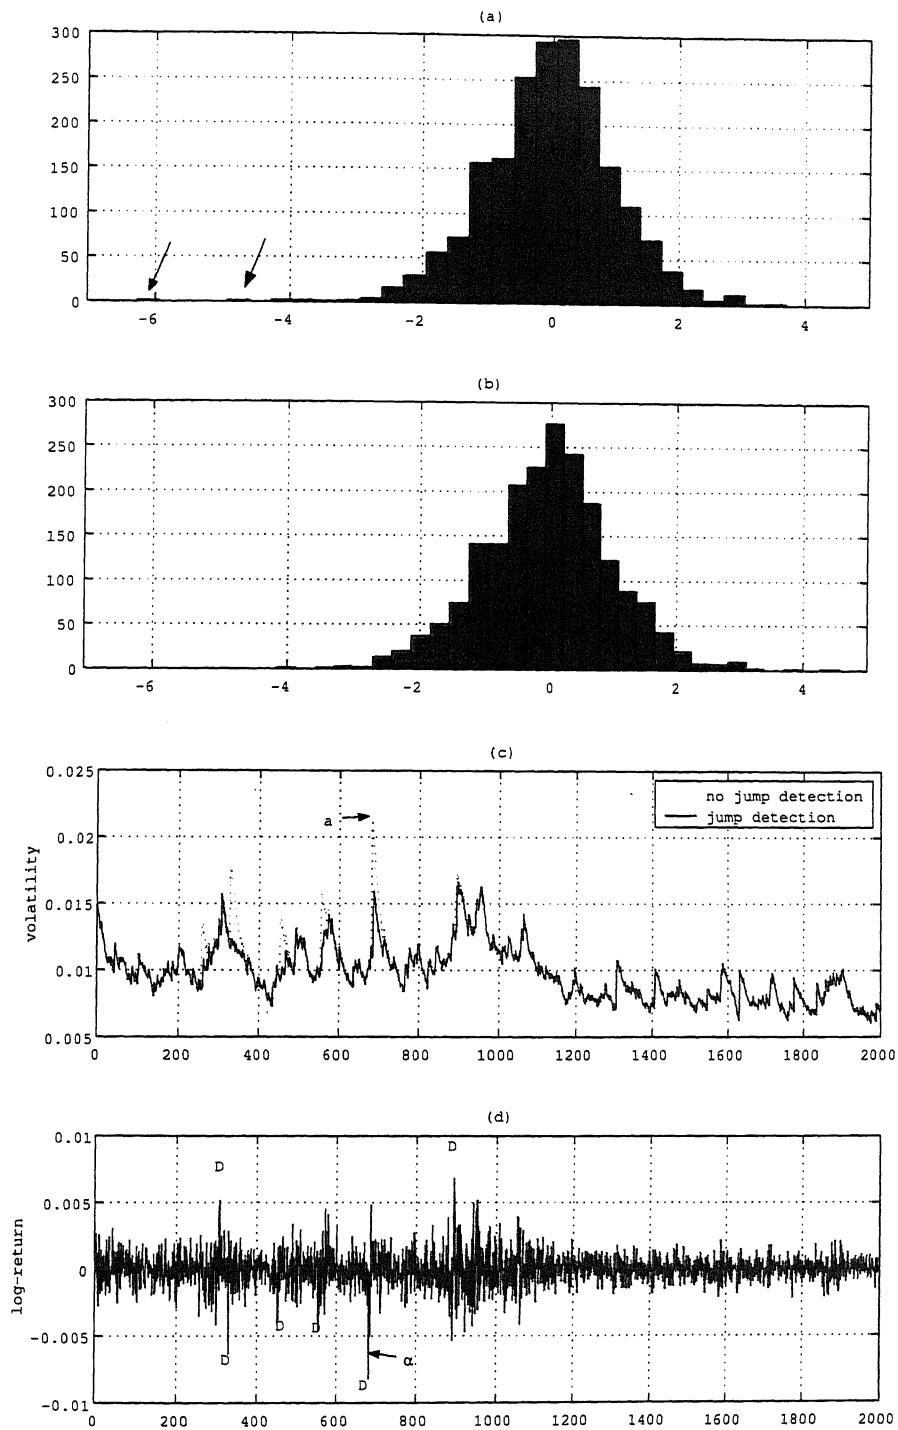 (a)
300
250
200
150
100
50
0
-6 -4 -2 0 2 4
(b)
300
250
200
150
100
50
0
-6 -4 -2 0 2 4
(c)
0.025
0.02
0.015
0.01
0.005
volatility
a
no jump detection
jump detection
0 200 400 600 800 1000 1200 1400 1600 1800 2000
(d)
0.01
0.005
0
-0.005
-0.01
log-return
D
D
D
D
D
D
α
0 200 400 600 800 1000 1200 1400 1600 1800 2000